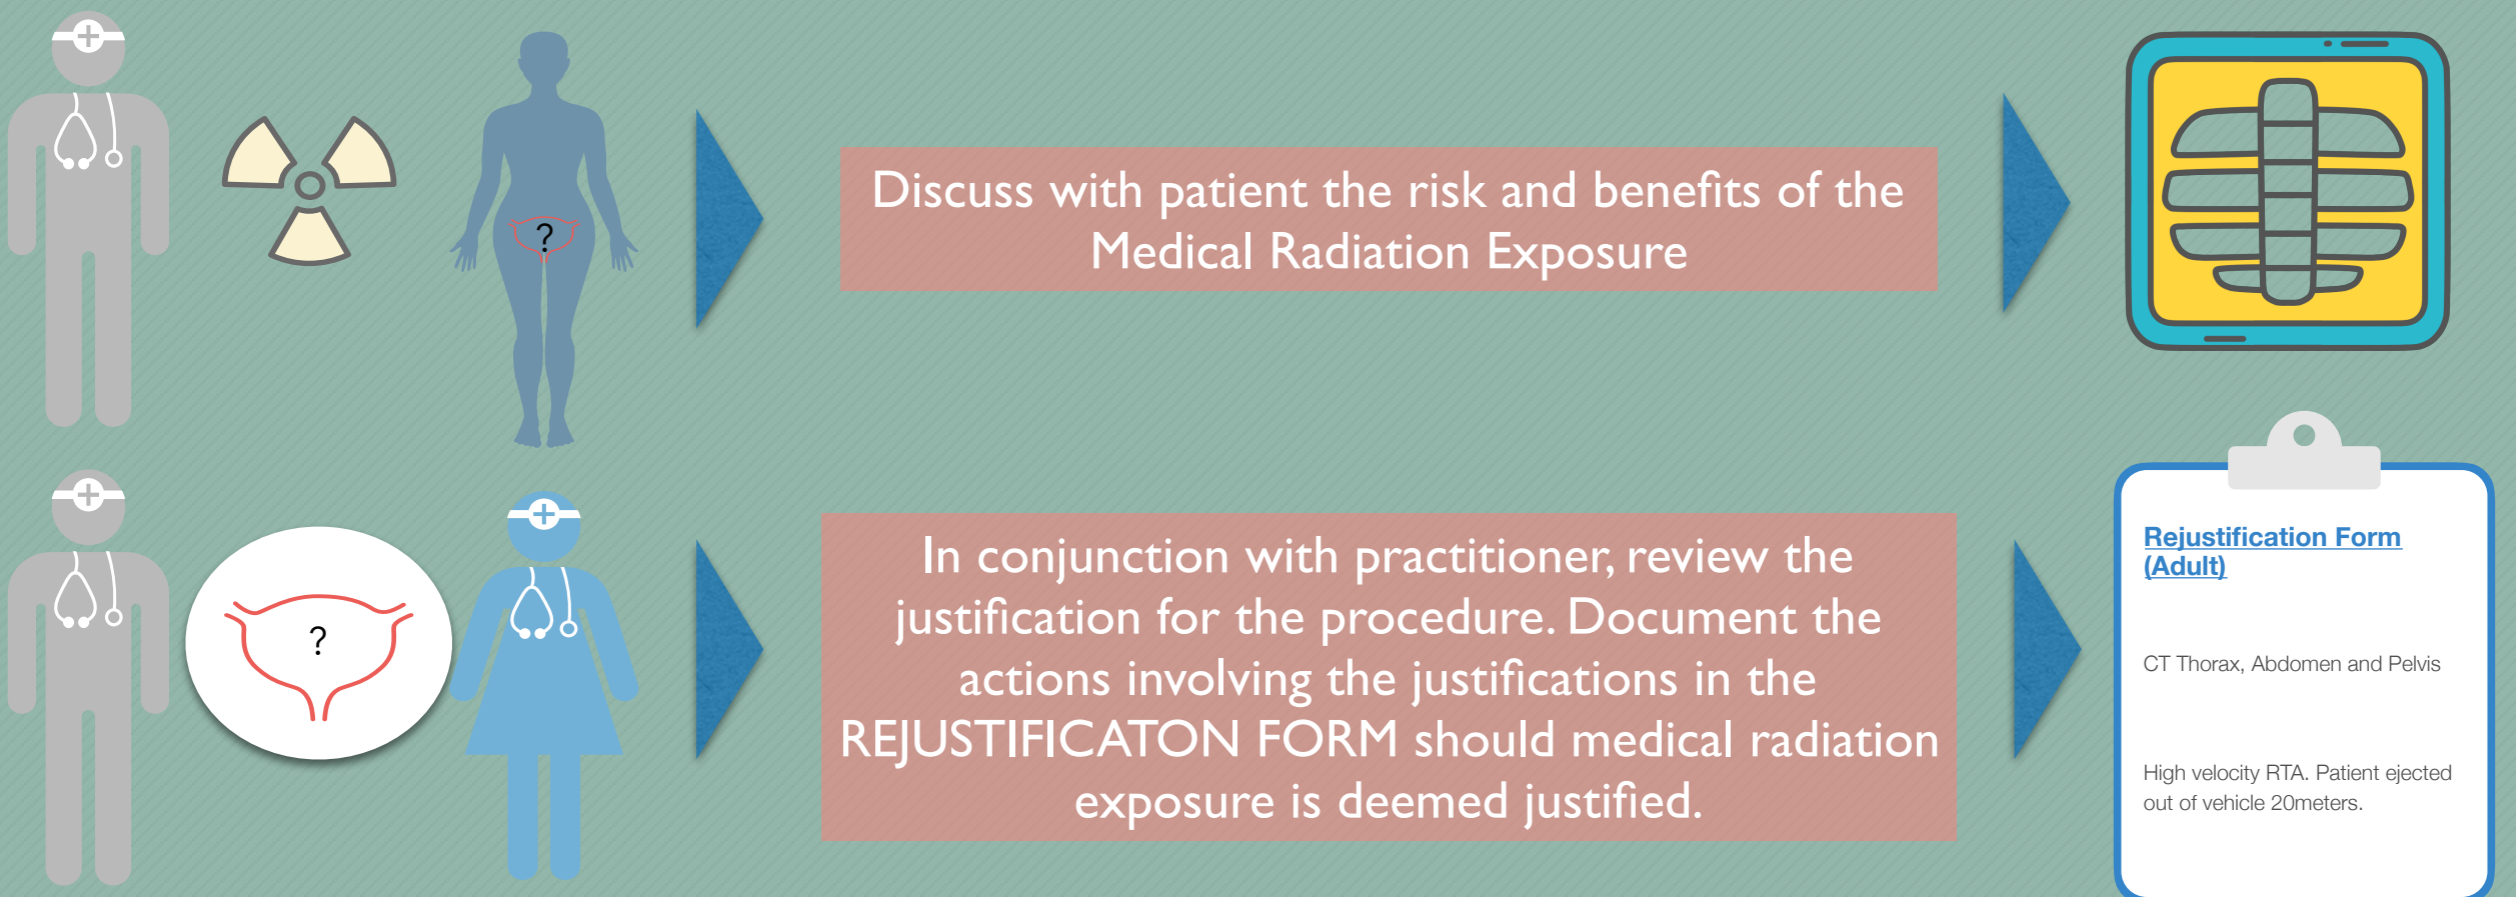 ?
Discuss with patient the risk and benefits of the
Medical Radiation Exposure
?
In conjunction with practitioner, review the
justification for the procedure. Document the
actions involving the justifications in the
REJUSTIFICATON FORM should medical radiation
exposure is deemed justified.
Rejustification Form
(Adult)
CT Thorax, Abdomen and Pelvis
High velocity RTA. Patient ejected
out of vehicle 20meters.